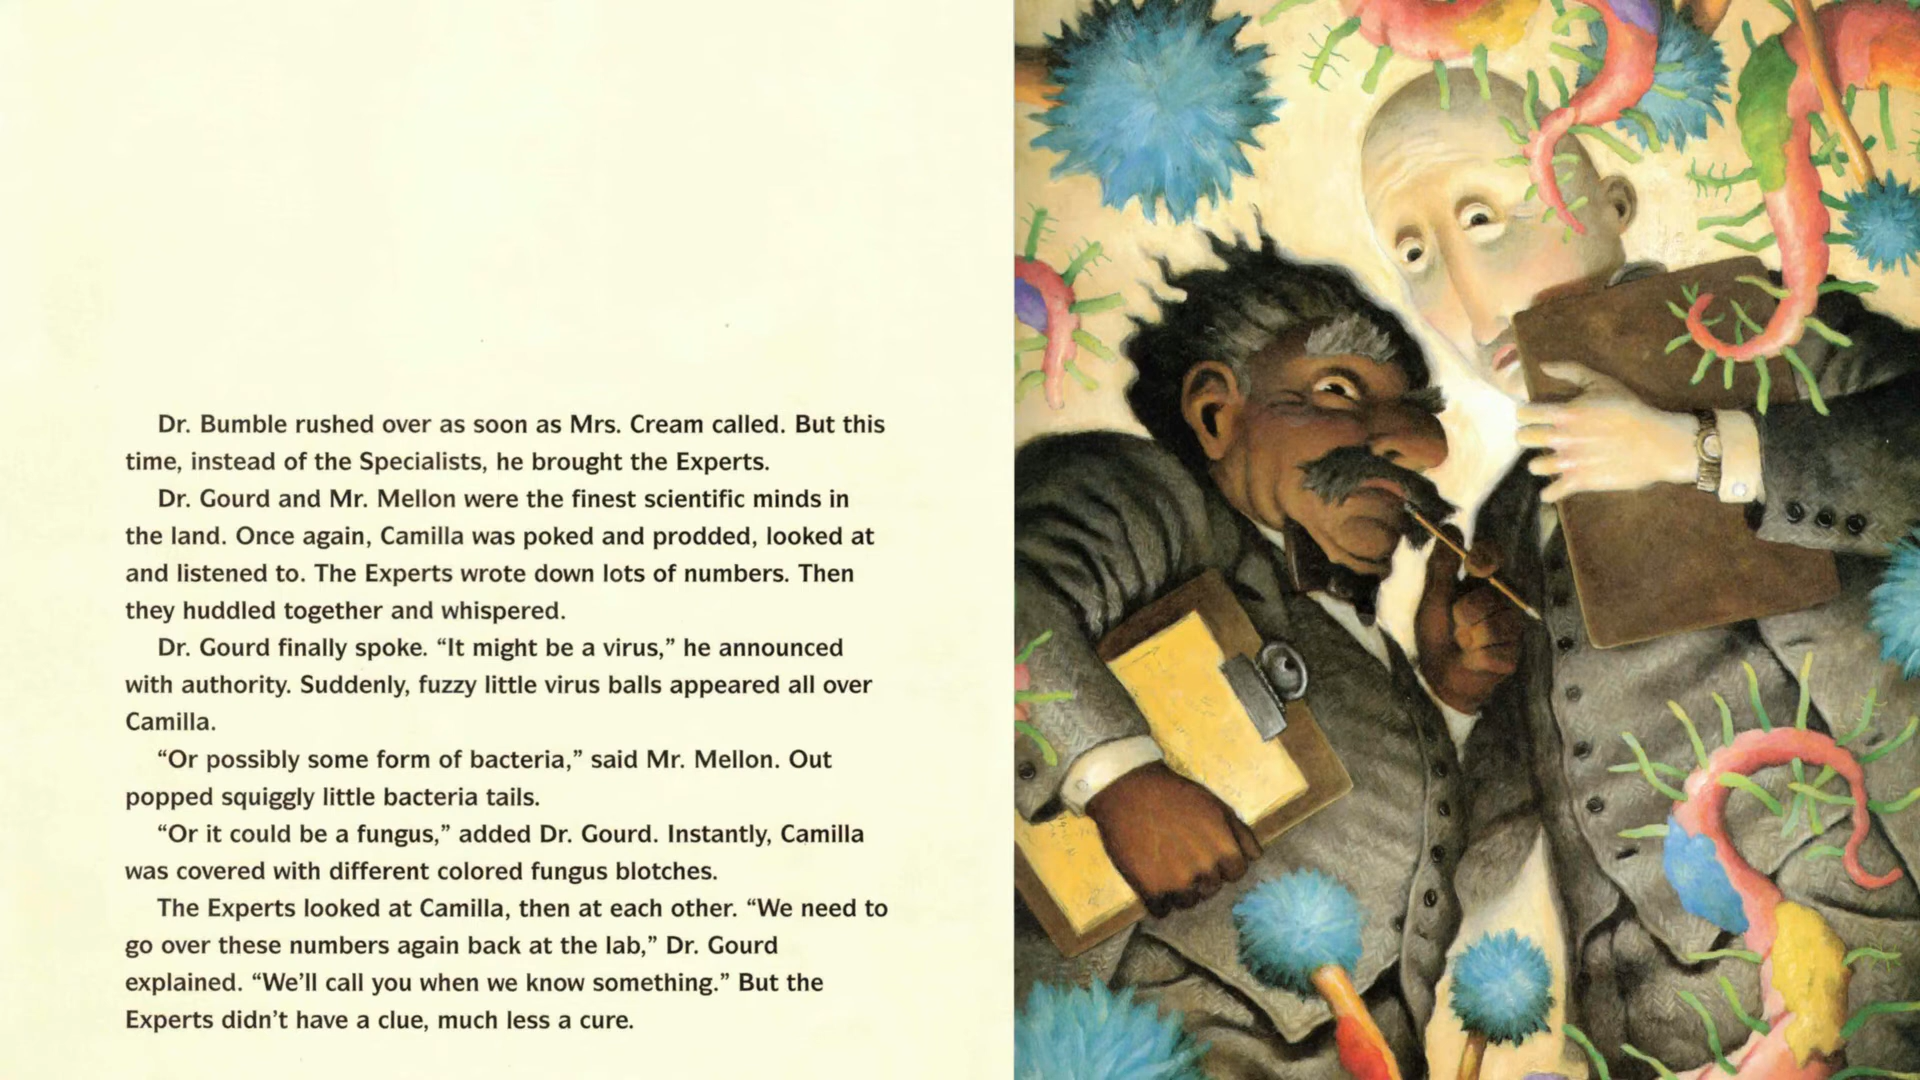 Dr. Bumble rushed over as soon as Mrs. Cream called. But this
time, instead of the Specialists, he brought the Experts.
Dr. Gourd and Mr. Mellon were the finest scientific minds in
the land. Once again, Camilla was poked and prodded, looked at
and listened to. The Experts wrote down lots of numbers. Then
they huddled together and whispered.
Dr. Gourd finally spoke. “It might be a virus,” he announced
with authority. Suddenly, fuzzy little virus balls appeared all over
Camilla.
“Or possibly some form of bacteria,” said Mr. Mellon. Out
popped squiggly little bacteria tails.
“Or it could be a fungus,” added Dr. Gourd. Instantly, Camilla
was covered with different colored fungus blotches.
The Experts looked at Camilla, then at each other. “We need to
go over these numbers again back at the lab,” Dr. Gourd
explained. “We’ll call you when we know something.” But the
Experts didn’t have a clue, much less a cure.